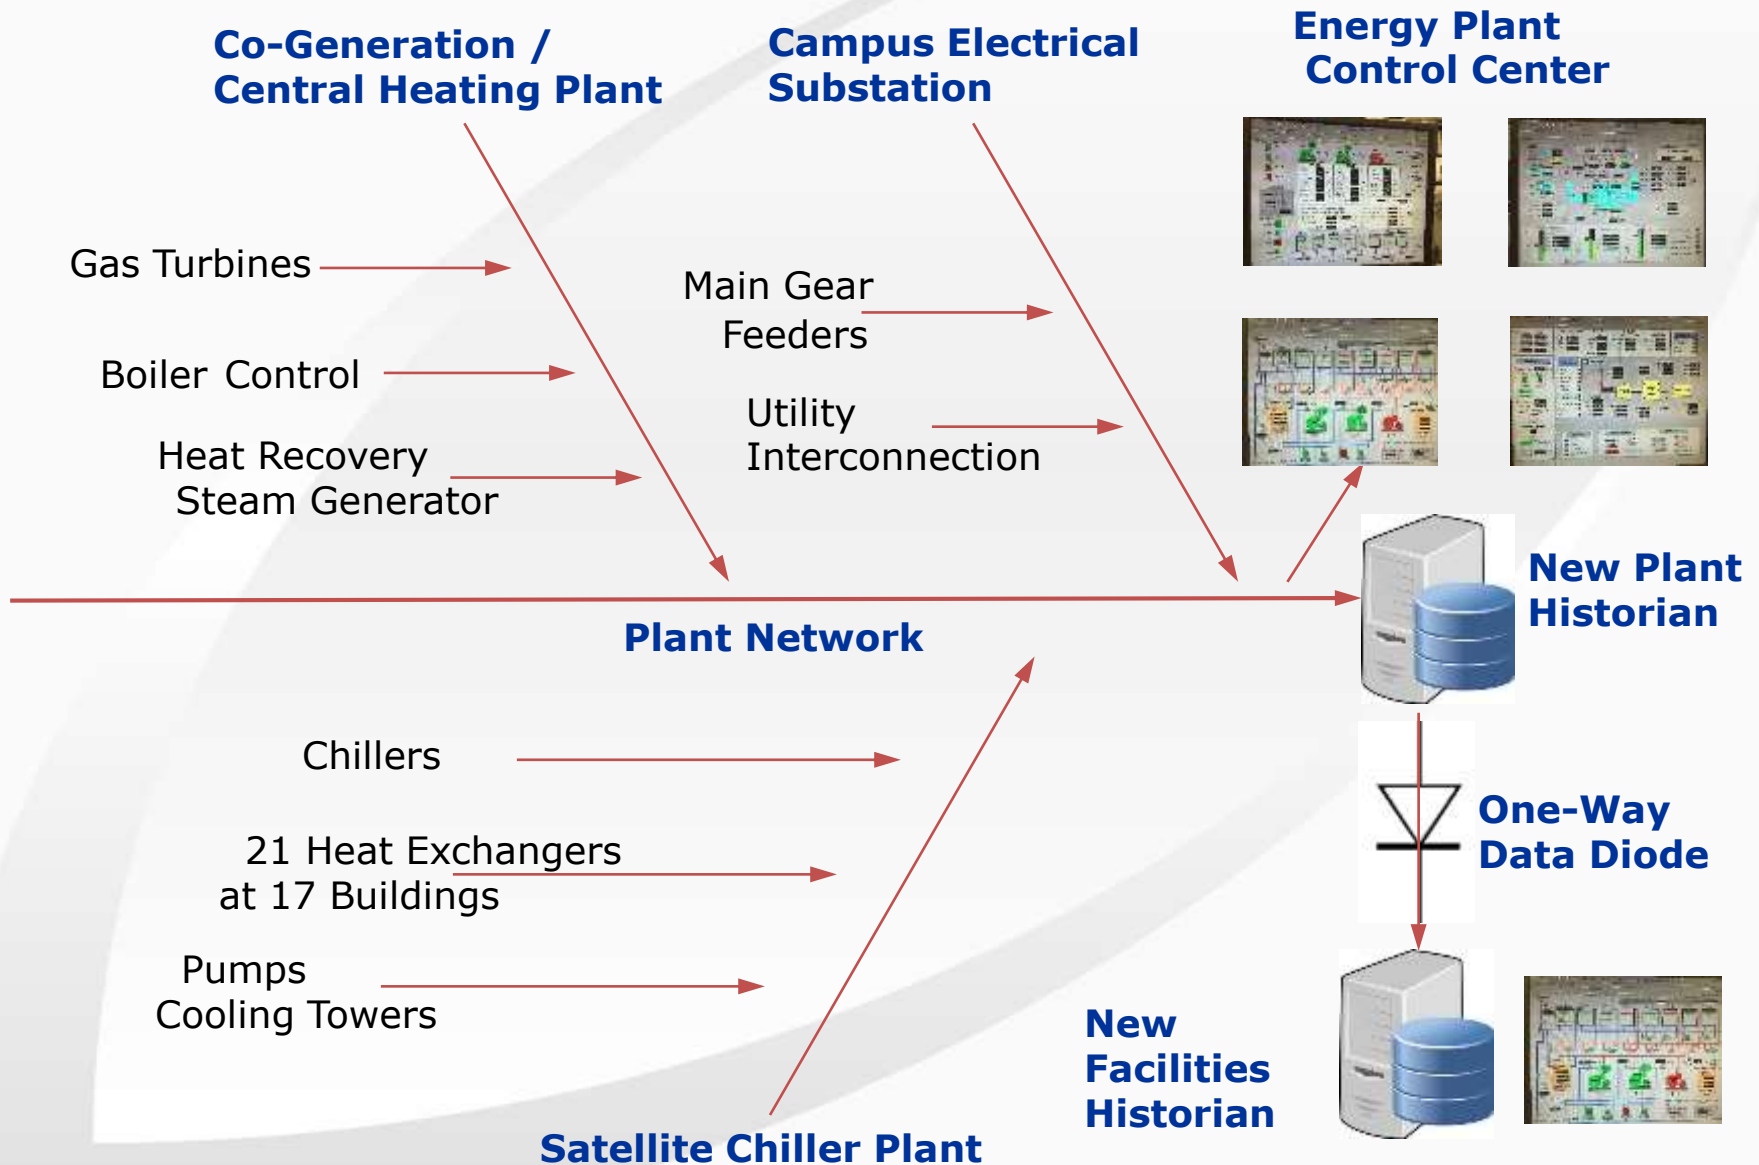 Co-Generation /
Central Heating Plant
Campus Electrical
Substation
Energy Plant
Control Center
Gas Turbines
Boiler Control
Heat Recovery
Steam Generator
Main Gear
Feeders
Utility
Interconnection
New Plant
Historian
Plant Network
Chillers
21 Heat Exchangers
at 17 Buildings
Pumps
Cooling Towers
One-Way
Data Diode
New
Facilities
Historian
Satellite Chiller Plant